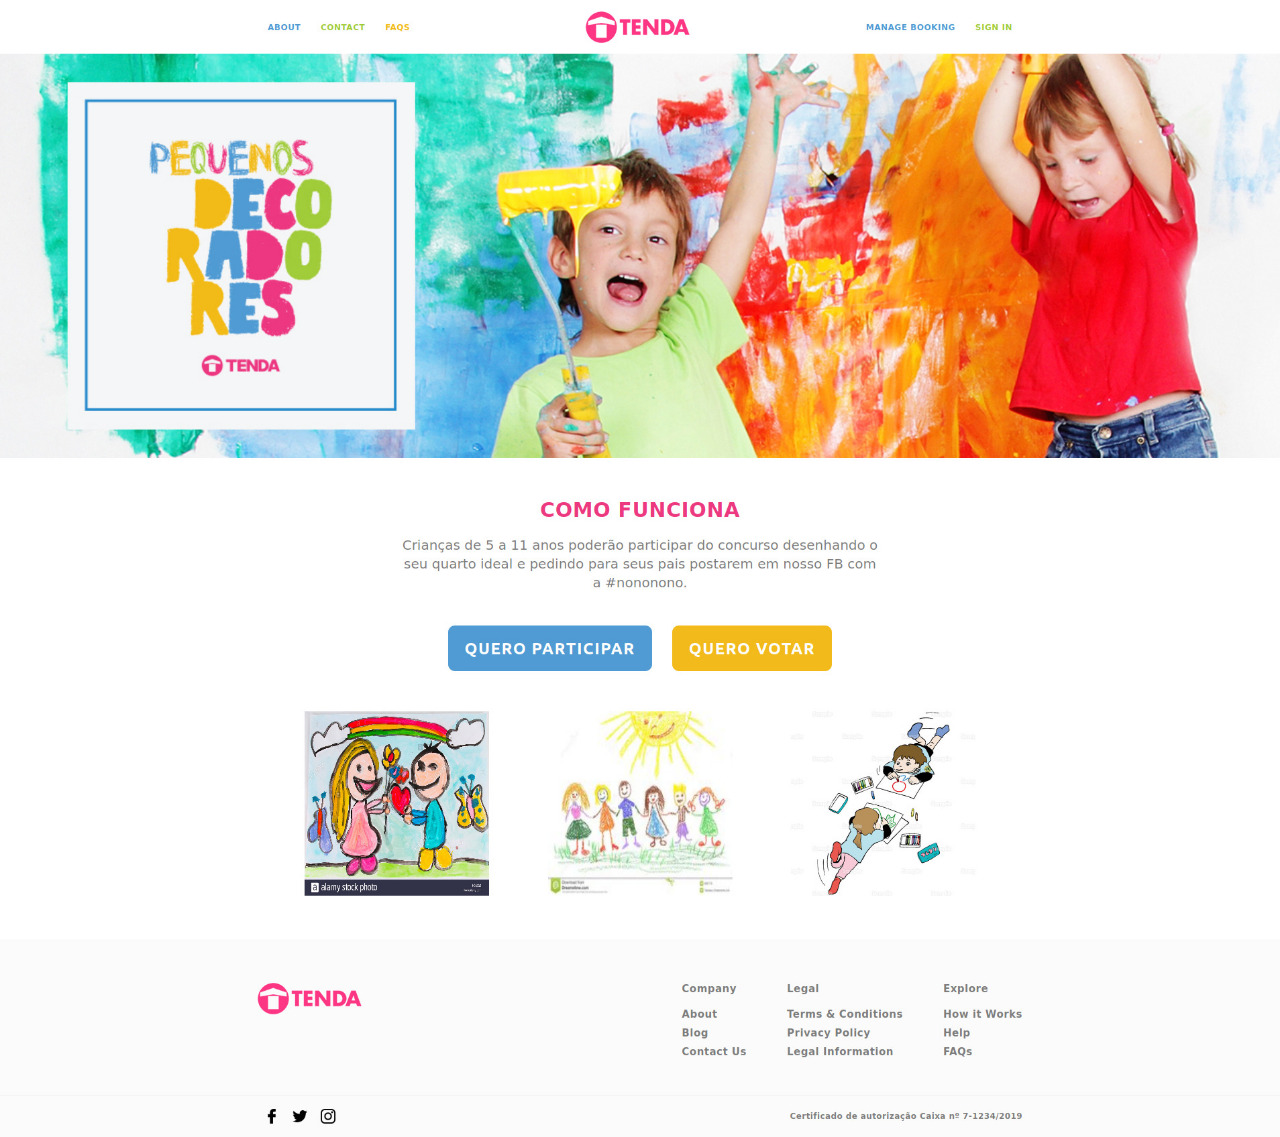 ABOUT CONTACT FAQS TENDA MANAGE BOOKING SIGN IN
PEQUENOS
DECO
RADO
RES
TENDA
COMO FUNCIONA
Crianças de 5 a 11 anos poderão participar do concurso desenhando o
seu quarto ideal e pedindo para seus pais postarem em nosso FB com
a #nononono.
QUERO PARTICIPAR QUERO VOTAR
a alamy stock photo
TENDA
Company Legal Explore
About Terms & Conditions How it Works
Blog Privacy Policy Help
Contact Us Legal Information FAQs
Certificado de autorização Caixa nº 7-1234/2019